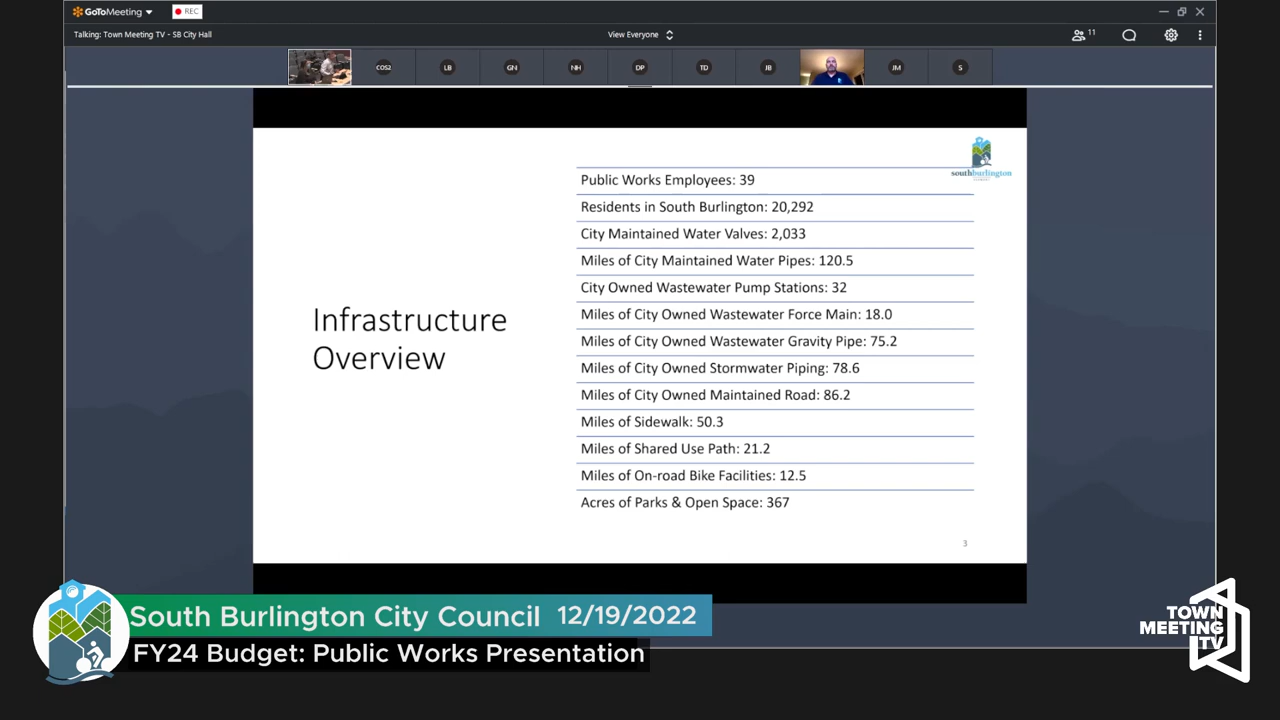 GoToMeeting
REC
Talking: Town Meeting TV - SB City Hall
View Everyone
11
COS2
LB
GN
NH
DP
TD
JB
JM
S
southburlington
Public Works Employees: 39
Residents in South Burlington: 20,292
City Maintained Water Valves: 2,033
Miles of City Maintained Water Pipes: 120.5
City Owned Wastewater Pump Stations: 32
Miles of City Owned Wastewater Force Main: 18.0
Miles of City Owned Wastewater Gravity Pipe: 75.2
Miles of City Owned Stormwater Piping: 78.6
Miles of City Owned Maintained Road: 86.2
Miles of Sidewalk: 50.3
Miles of Shared Use Path: 21.2
Miles of On-road Bike Facilities: 12.5
Acres of Parks & Open Space: 367
Infrastructure
Overview
3
South Burlington City Council 12/19/2022
FY24 Budget: Public Works Presentation
TOWN
MEETING
TV